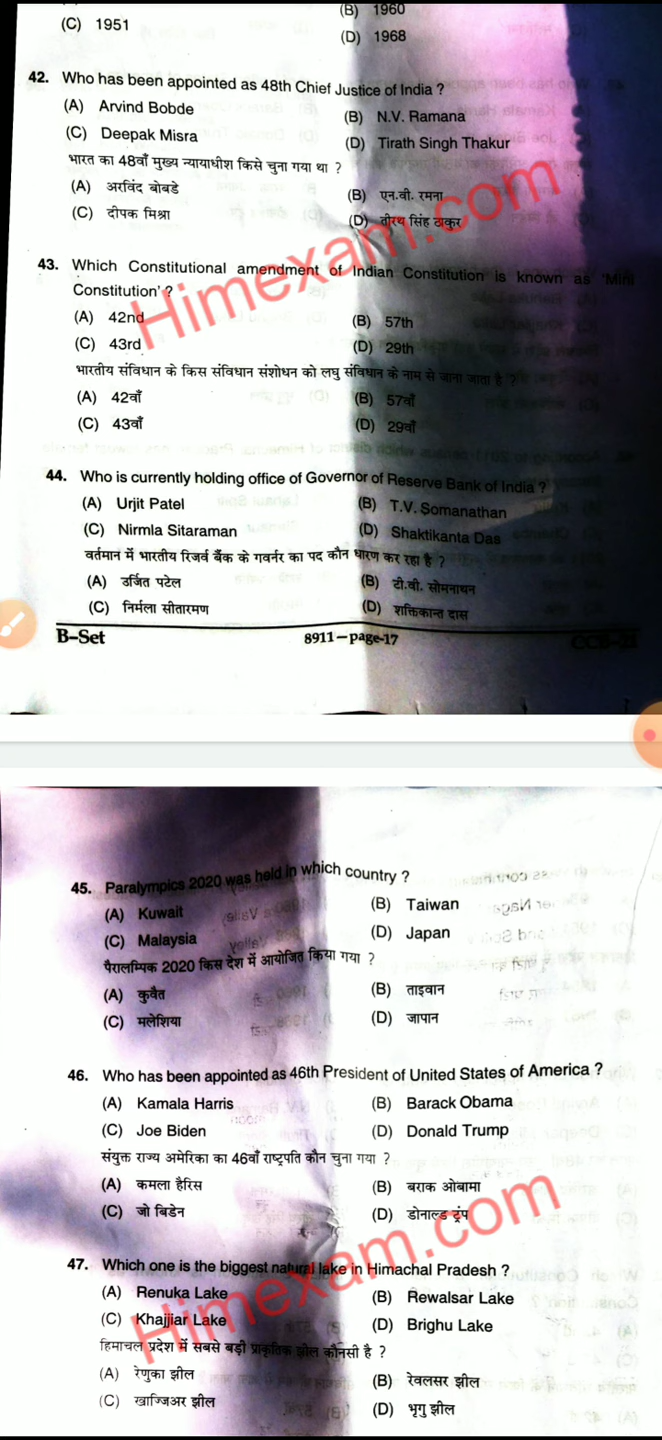 (B) 1960
(C) 1951
(D) 1968
42. Who has been appointed as 48th Chief Justice of India ?
(A) Arvind Bobde
(B) N.V. Ramana
(C) Deepak Misra
(D) Tirath Singh Thakur
भारत का 48वाँ मुख्य न्यायाधीश किसे चुना गया था ?
(A) अरविंद बोबडे
(B) एन.वी. रमना
(C) दीपक मिश्रा
(D) तीरथ सिंह ठाकुर
43. Which Constitutional amendment of Indian Constitution is known as 'Mini
Constitution' ?
(A) 42nd
(B) 57th
(C) 43rd
(D) 29th
भारतीय संविधान के किस संविधान संशोधन को लघु संविधान के नाम से जाना जाता है ?
(A) 42वाँ
(B) 57वाँ
(C) 43वाँ
(D) 29वाँ
Himexam.com
44. Who is currently holding office of Governor of Reserve Bank of India ?
(A) Urjit Patel
(B) T.V. Somanathan
(C) Nirmla Sitaraman
(D) Shaktikanta Das
वर्तमान में भारतीय रिजर्व बैंक के गवर्नर का पद कौन धारण कर रहा है ?
(A) उर्जित पटेल
(B) टी.वी. सोमनाथन
(C) निर्मला सीतारमण
(D) शक्तिकान्त दास
B-Set
8911-page-17
CCB-21
45. Paralympics 2020 was held in which country ?
(A) Kuwait
(B) Taiwan
(C) Malaysia
(D) Japan
पैरालम्पिक 2020 किस देश में आयोजित किया गया ?
(A) कुवैत
(B) ताइवान
(C) मलेशिया
(D) जापान
46. Who has been appointed as 46th President of United States of America ?
(A) Kamala Harris
(B) Barack Obama
(C) Joe Biden
(D) Donald Trump
संयुक्त राज्य अमेरिका का 46वाँ राष्ट्रपति कौन चुना गया ?
(A) कमला हैरिस
(B) बराक ओबामा
(C) जो बिडेन
(D) डोनाल्ड ट्रंप
47. Which one is the biggest natural lake in Himachal Pradesh ?
(A) Renuka Lake
(B) Rewalsar Lake
(C) Khajjiar Lake
(D) Brighu Lake
हिमाचल प्रदेश में सबसे बड़ी प्राकृतिक झील कौनसी है ?
(A) रेणुका झील
(B) रेवलसर झील
(C) खाज्जिअर झील
(D) भृगु झील
Himexam.com